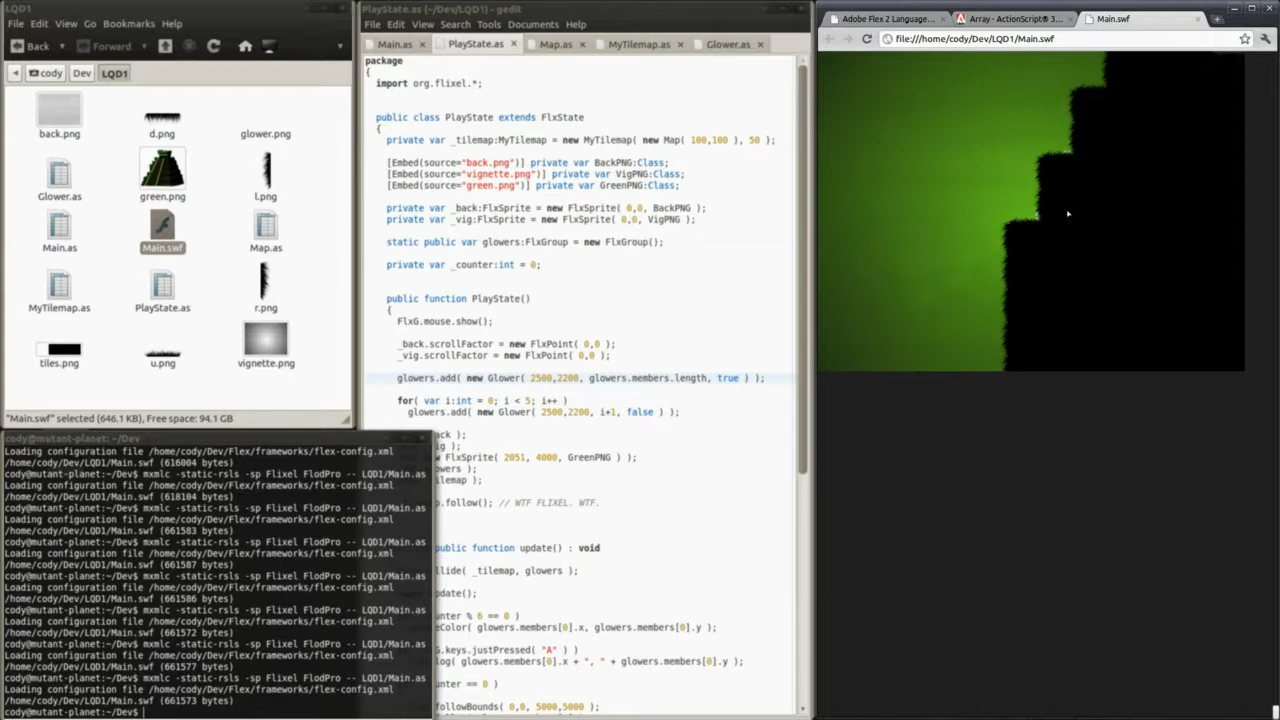 LQD1
File Edit View Go Bookmarks Help
Back Forward
cody Dev LQD1
back.png d.png glower.png
Glower.as green.png l.png
Main.as Main.swf Map.as
MyTilemap.as PlayState.as r.png
tiles.png u.png vignette.png
"Main.swf" selected (646.1 KB), Free space: 94.1 GB
cody@mutant-planet: ~/Dev
Loading configuration file /home/cody/Dev/Flex/frameworks/flex-config.xml
/home/cody/Dev/LQD1/Main.swf (616004 bytes)
cody@mutant-planet:~/Dev$ mxmlc -static-rsls -sp Flixel FlodPro -- LQD1/Main.as
Loading configuration file /home/cody/Dev/Flex/frameworks/flex-config.xml
/home/cody/Dev/LQD1/Main.swf (618104 bytes)
cody@mutant-planet:~/Dev$ mxmlc -static-rsls -sp Flixel FlodPro -- LQD1/Main.as
Loading configuration file /home/cody/Dev/Flex/frameworks/flex-config.xml
/home/cody/Dev/LQD1/Main.swf (661583 bytes)
cody@mutant-planet:~/Dev$ mxmlc -static-rsls -sp Flixel FlodPro -- LQD1/Main.as
Loading configuration file /home/cody/Dev/Flex/frameworks/flex-config.xml
/home/cody/Dev/LQD1/Main.swf (661587 bytes)
cody@mutant-planet:~/Dev$ mxmlc -static-rsls -sp Flixel FlodPro -- LQD1/Main.as
Loading configuration file /home/cody/Dev/Flex/frameworks/flex-config.xml
/home/cody/Dev/LQD1/Main.swf (661586 bytes)
cody@mutant-planet:~/Dev$ mxmlc -static-rsls -sp Flixel FlodPro -- LQD1/Main.as
Loading configuration file /home/cody/Dev/Flex/frameworks/flex-config.xml
/home/cody/Dev/LQD1/Main.swf (661572 bytes)
cody@mutant-planet:~/Dev$ mxmlc -static-rsls -sp Flixel FlodPro -- LQD1/Main.as
Loading configuration file /home/cody/Dev/Flex/frameworks/flex-config.xml
/home/cody/Dev/LQD1/Main.swf (661577 bytes)
cody@mutant-planet:~/Dev$ mxmlc -static-rsls -sp Flixel FlodPro -- LQD1/Main.as
Loading configuration file /home/cody/Dev/Flex/frameworks/flex-config.xml
/home/cody/Dev/LQD1/Main.swf (661573 bytes)
cody@mutant-planet:~/Dev$
PlayState.as (~/Dev/LQD1) - gedit
File Edit View Search Tools Documents Help
Main.as PlayState.as Map.as MyTilemap.as Glower.as
package
{
import org.flixel.*;
public class PlayState extends FlxState
{
private var _tilemap:MyTilemap = new MyTilemap( new Map( 100,100 ), 50 );
[Embed(source="back.png")] private var BackPNG:Class;
[Embed(source="vignette.png")] private var VigPNG:Class;
[Embed(source="green.png")] private var GreenPNG:Class;
private var _back:FlxSprite = new FlxSprite( 0,0, BackPNG );
private var _vig:FlxSprite = new FlxSprite( 0,0, VigPNG );
static public var glowers:FlxGroup = new FlxGroup();
private var _counter:int = 0;
public function PlayState()
{
FlxG.mouse.show();
_back.scrollFactor = new FlxPoint( 0,0 );
_vig.scrollFactor = new FlxPoint( 0,0 );
glowers.add( new Glower( 2500,2200, glowers.members.length, true ) );
for( var i:int = 0; i < 5; i++ )
glowers.add( new Glower( 2500,2200, i+1, false ) );
ack );
ig );
w FlxSprite( 2051, 4000, GreenPNG ) );
owers );
ilemap );
p.follow(); // WTF FLIXEL. WTF.
public function update() : void
lide( _tilemap, glowers );
update();
unter % 6 == 0 )
eColor( glowers.members[0].x, glowers.members[0].y );
G.keys.justPressed( "A" ) )
log( glowers.members[0].x + ", " + glowers.members[0].y );
unter == 0 )
followBounds( 0,0, 5000,5000 );
Adobe Flex 2 Language... Array - ActionScript® 3... Main.swf
file:///home/cody/Dev/LQD1/Main.swf